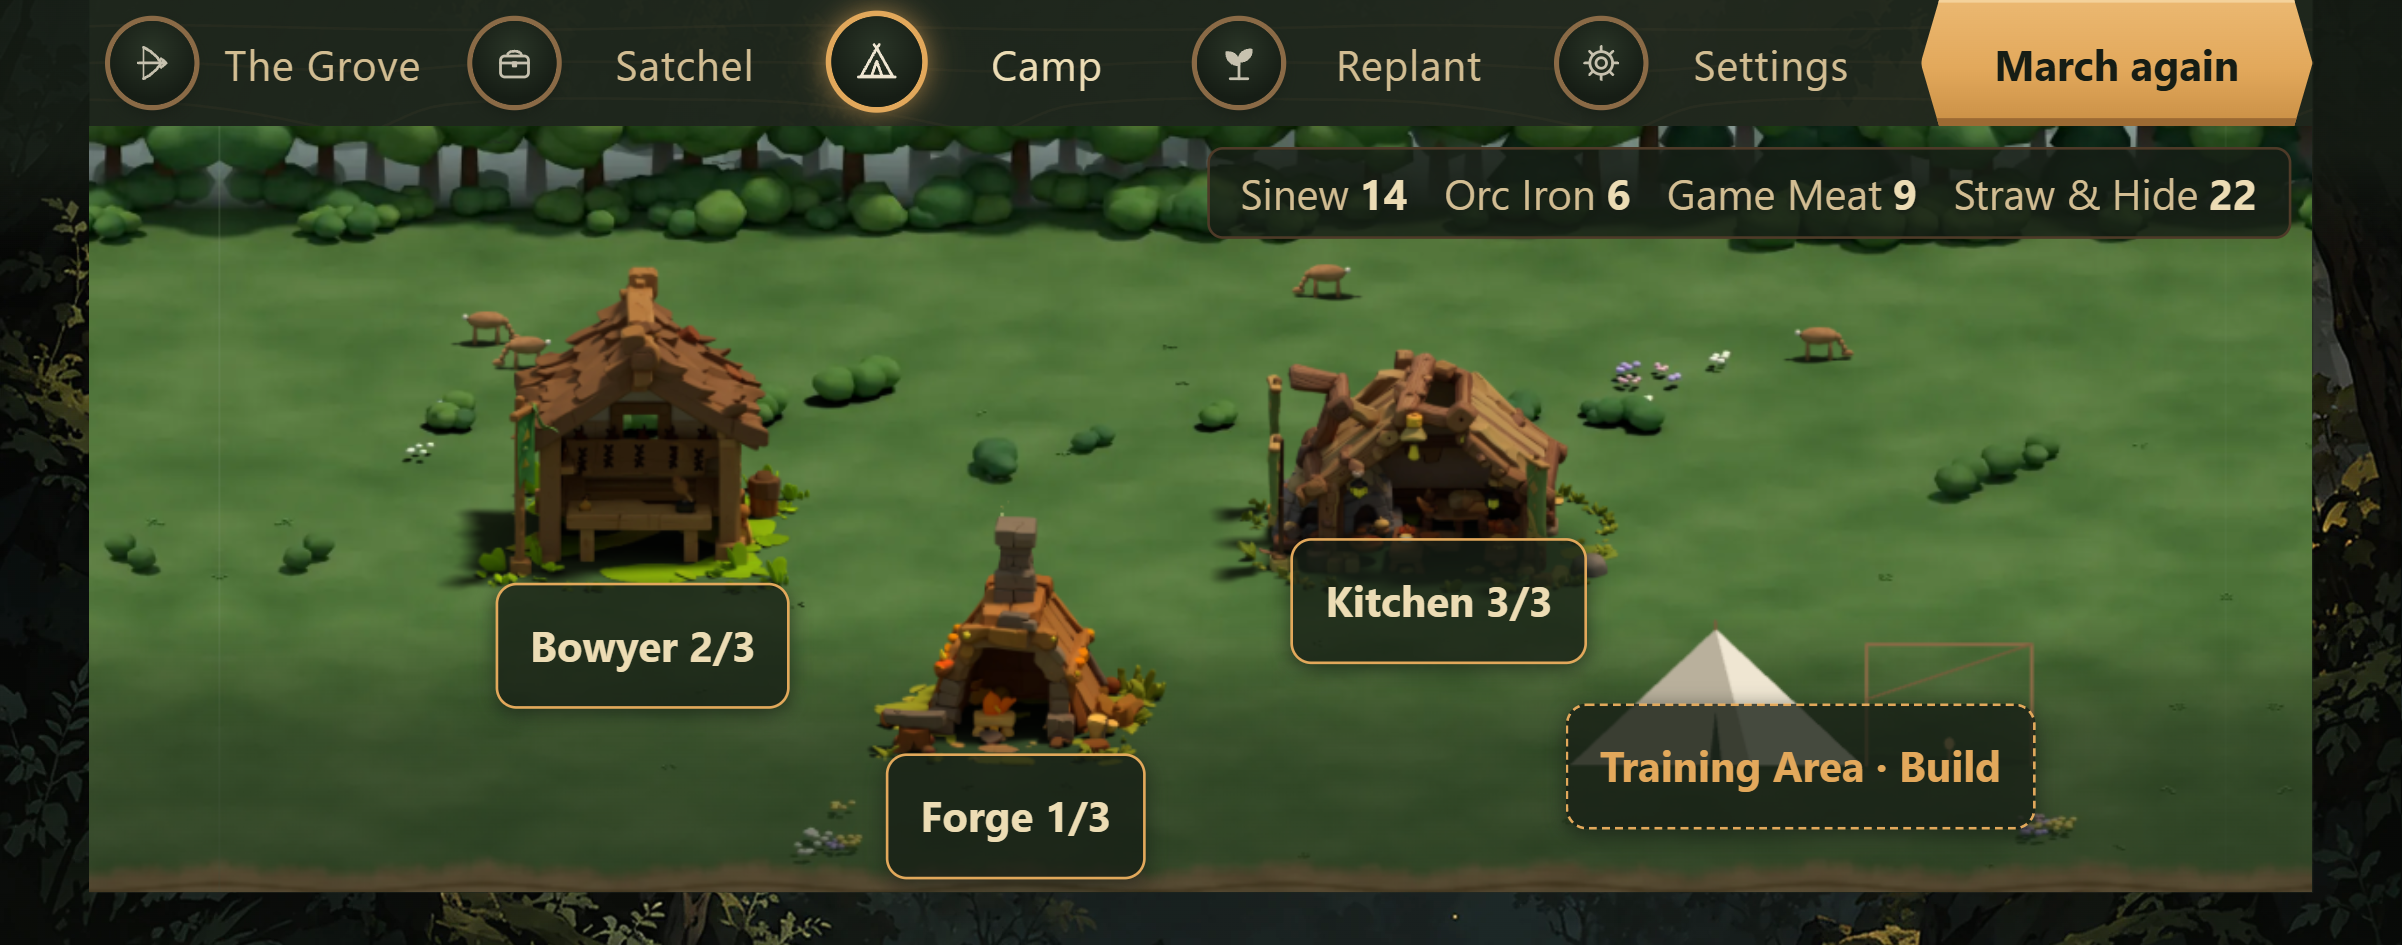 The Grove Satchel Camp Replant Settings March again
Sinew 14 Orc Iron 6 Game Meat 9 Straw & Hide 22
Kitchen 3/3
Bowyer 2/3
Training Area · Build
Forge 1/3